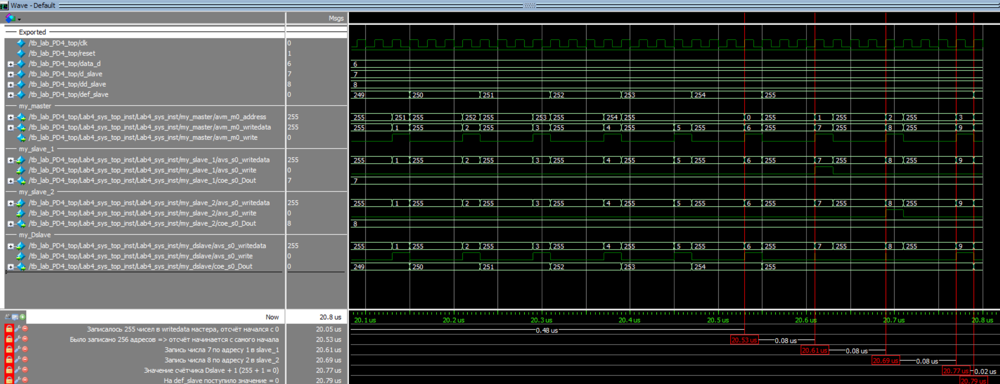 Wave - Default
Msgs
Exported
/tb_lab_PD4_top/clk 0
/tb_lab_PD4_top/reset 1
/tb_lab_PD4_top/data_d 6 6
/tb_lab_PD4_top/d_slave 7 7
/tb_lab_PD4_top/dd_slave 8 8
/tb_lab_PD4_top/def_slave 0 249 250 251 252 253 254 255
my_master
/tb_lab_PD4_top/Lab4_sys_top_inst/Lab4_sys_inst/my_master/avm_m0_address 255 255 251 255 252 255 253 255 254 255 0 255 1 255 2 255 3
/tb_lab_PD4_top/Lab4_sys_top_inst/Lab4_sys_inst/my_master/avm_m0_writedata 255 255 1 255 2 255 3 255 4 255 5 255 6 255 7 255 8 255 9
/tb_lab_PD4_top/Lab4_sys_top_inst/Lab4_sys_inst/my_master/avm_m0_write 0
my_slave_1
/tb_lab_PD4_top/Lab4_sys_top_inst/Lab4_sys_inst/my_slave_1/avs_s0_writedata 255 255 1 255 2 255 3 255 4 255 5 255 6 255 7 255 8 255 9
/tb_lab_PD4_top/Lab4_sys_top_inst/Lab4_sys_inst/my_slave_1/avs_s0_write 0
/tb_lab_PD4_top/Lab4_sys_top_inst/Lab4_sys_inst/my_slave_1/coe_s0_Dout 7 7
my_slave_2
/tb_lab_PD4_top/Lab4_sys_top_inst/Lab4_sys_inst/my_slave_2/avs_s0_writedata 255 255 1 255 2 255 3 255 4 255 5 255 6 255 7 255 8 255 9
/tb_lab_PD4_top/Lab4_sys_top_inst/Lab4_sys_inst/my_slave_2/avs_s0_write 0
/tb_lab_PD4_top/Lab4_sys_top_inst/Lab4_sys_inst/my_slave_2/coe_s0_Dout 8 8
my_Dslave
/tb_lab_PD4_top/Lab4_sys_top_inst/Lab4_sys_inst/my_dslave/avs_s0_writedata 255 255 1 255 2 255 3 255 4 255 5 255 6 255 7 255 8 255 9
/tb_lab_PD4_top/Lab4_sys_top_inst/Lab4_sys_inst/my_dslave/avs_s0_write 0
/tb_lab_PD4_top/Lab4_sys_top_inst/Lab4_sys_inst/my_dslave/coe_s0_Dout 0 249 250 251 252 253 254 255
Now 20.8 us 20.1 us 20.2 us 20.3 us 20.4 us 20.5 us 20.6 us 20.7 us 20.8 us
Записалось 255 чисел в writedata мастера, отсчёт начался с 0 20.05 us 0.48 us
Было записано 256 адресов => отсчёт начинается с самого начала 20.53 us 20.53 us 0.08 us
Запись числа 7 по адресу 1 в slave_1 20.61 us 20.61 us 0.08 us
Запись числа 8 по адресу 2 в slave_2 20.69 us 20.69 us 0.08 us
Значение счётчика Dslave + 1 (255 + 1 = 0) 20.77 us 20.77 us 0.02 us
На def_slave поступило значение = 0 20.79 us 20.79 us